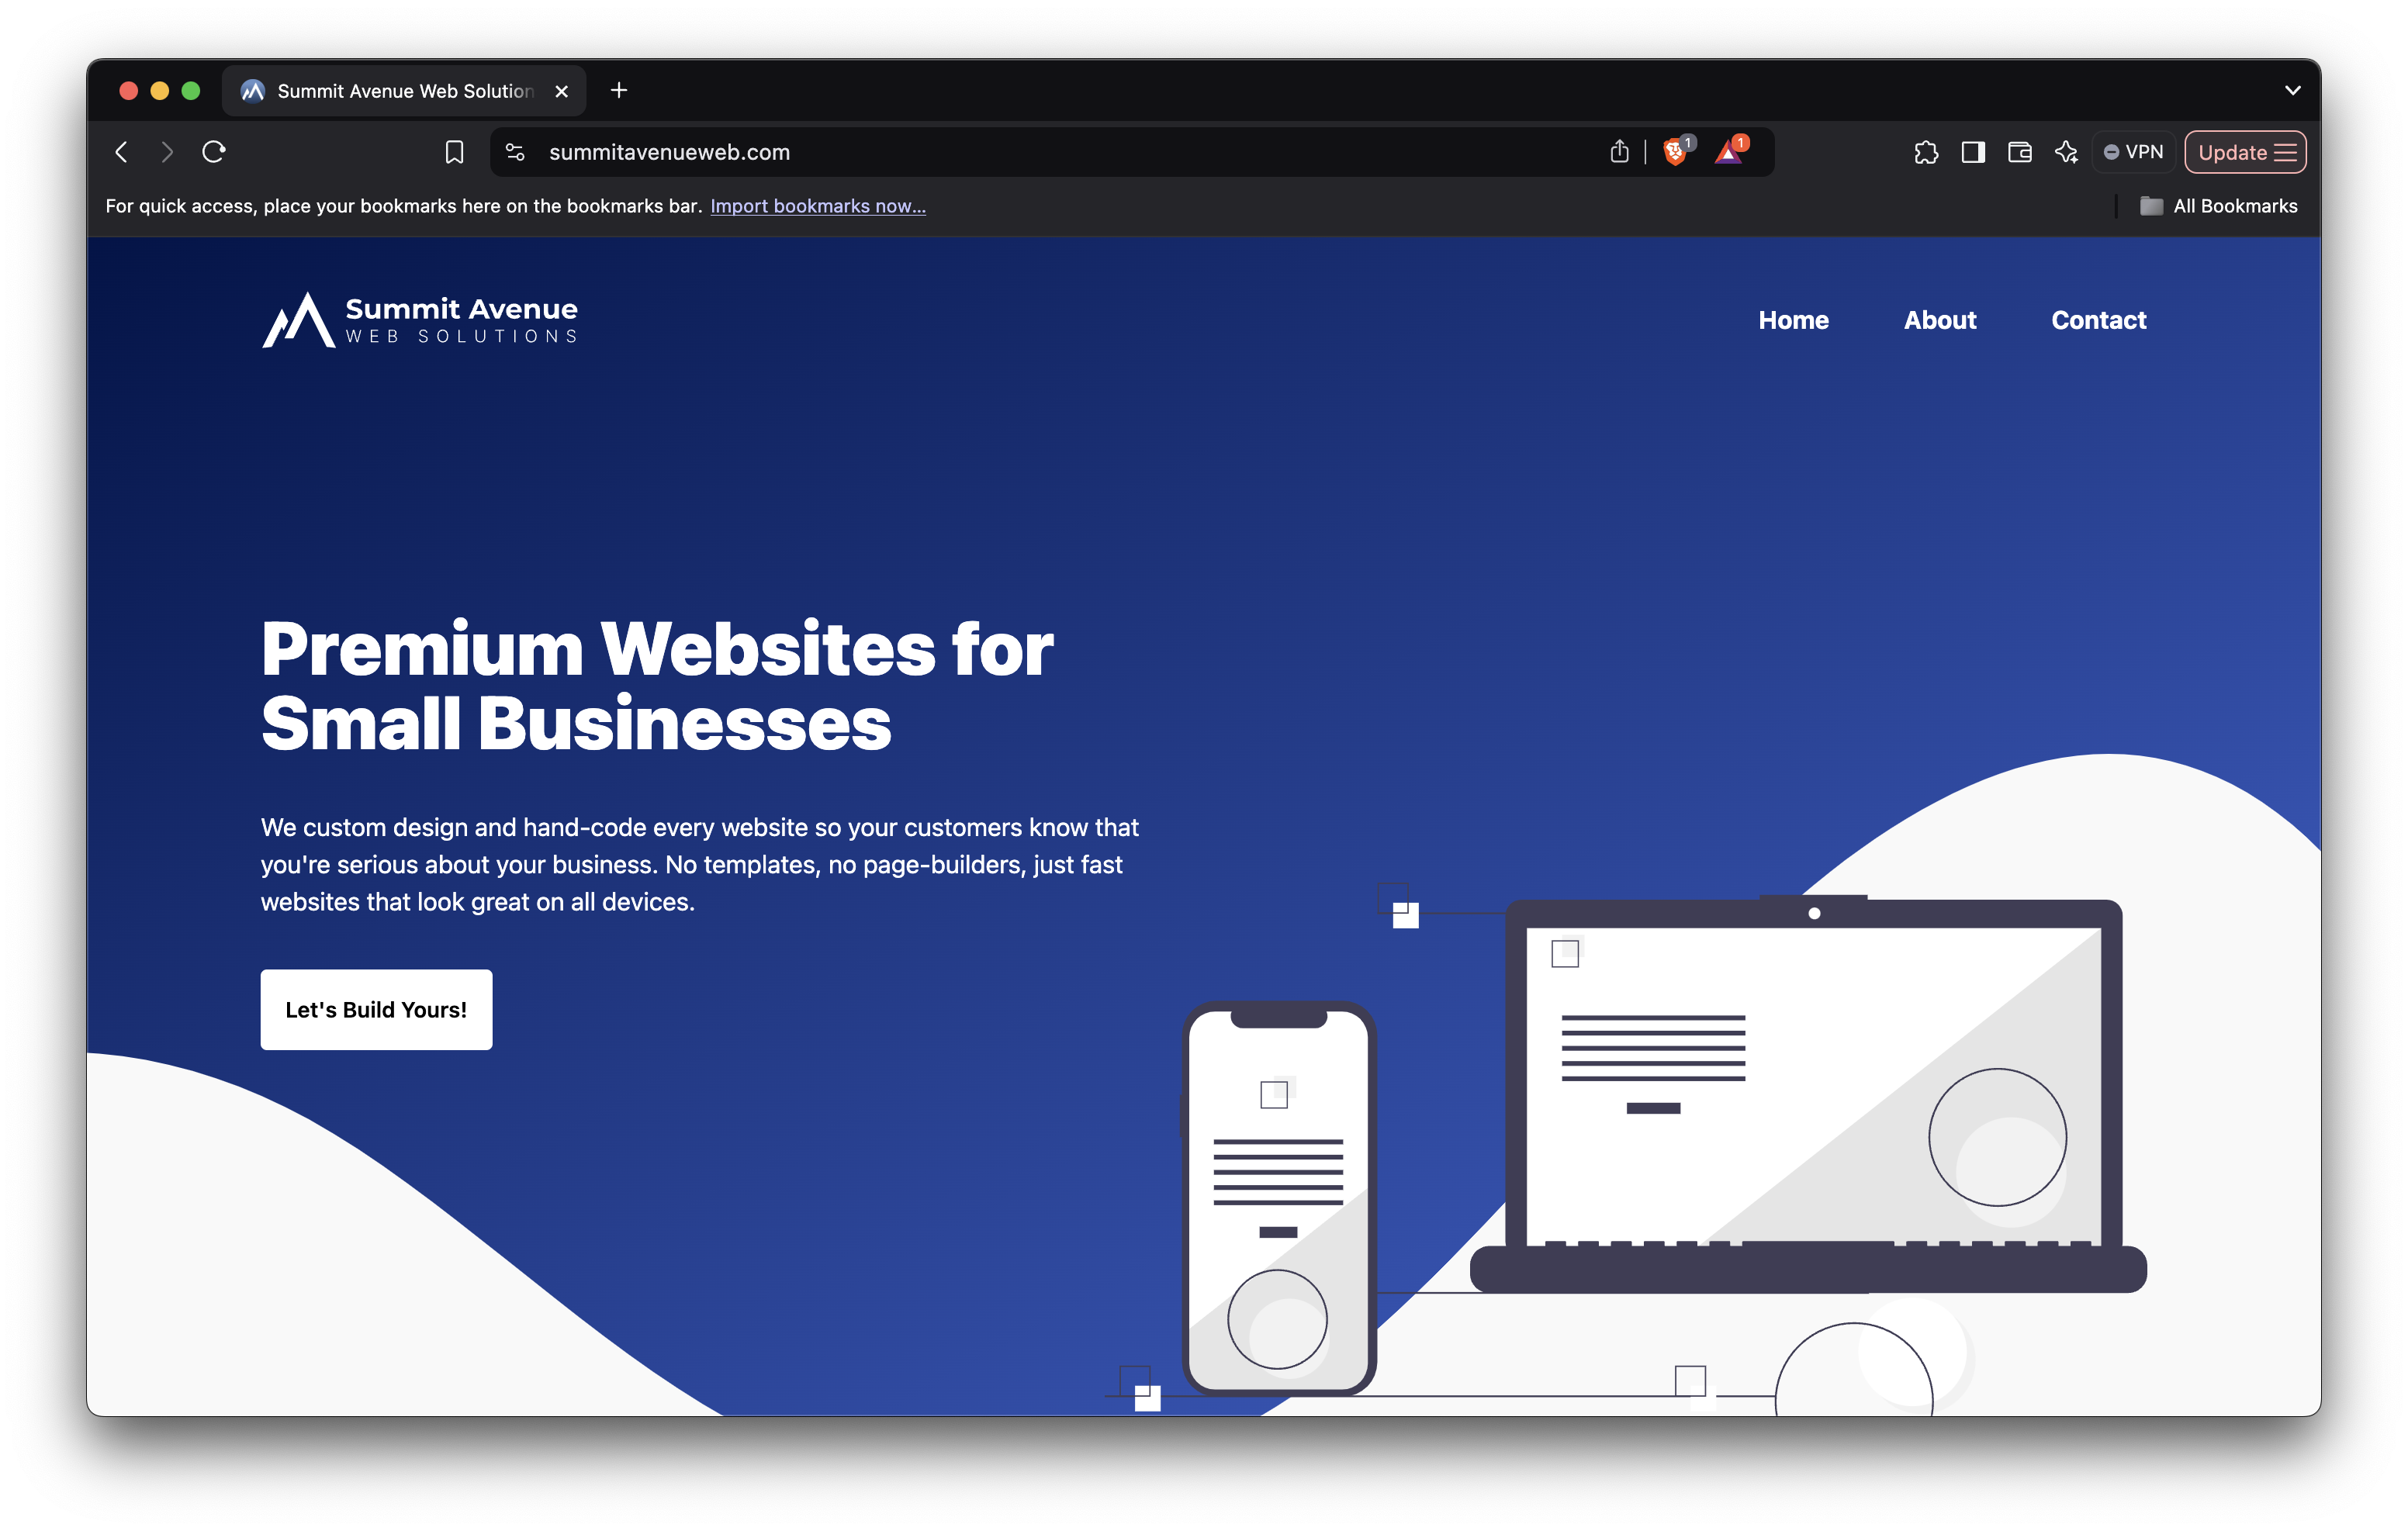 Summit Avenue Web Solution
summitavenueweb.com
1
1
VPN
Update
For quick access, place your bookmarks here on the bookmarks bar. Import bookmarks now...
All Bookmarks
Summit Avenue
WEB SOLUTIONS
Home
About
Contact
Premium Websites for
Small Businesses
We custom design and hand-code every website so your customers know that
you're serious about your business. No templates, no page-builders, just fast
websites that look great on all devices.
Let's Build Yours!